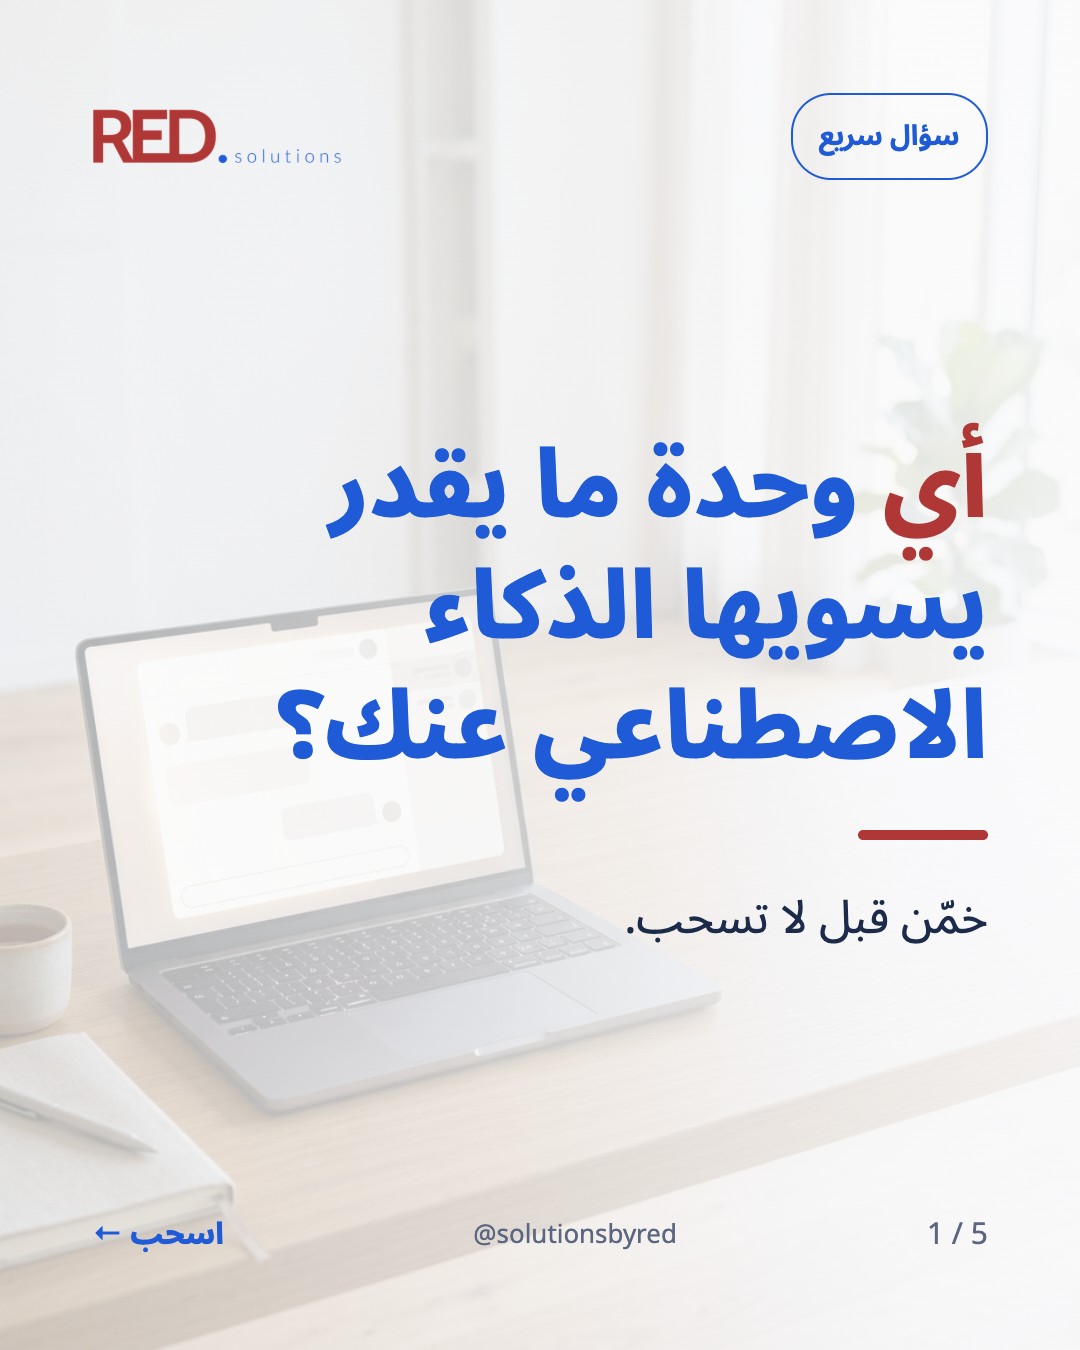 RED.solutions
سؤال سريع
أي وحدة ما يقدر
يسويها الذكاء
الاصطناعي عنك؟
خمّن قبل لا تسحب.
اسحب ←
@solutionsbyred
1 / 5